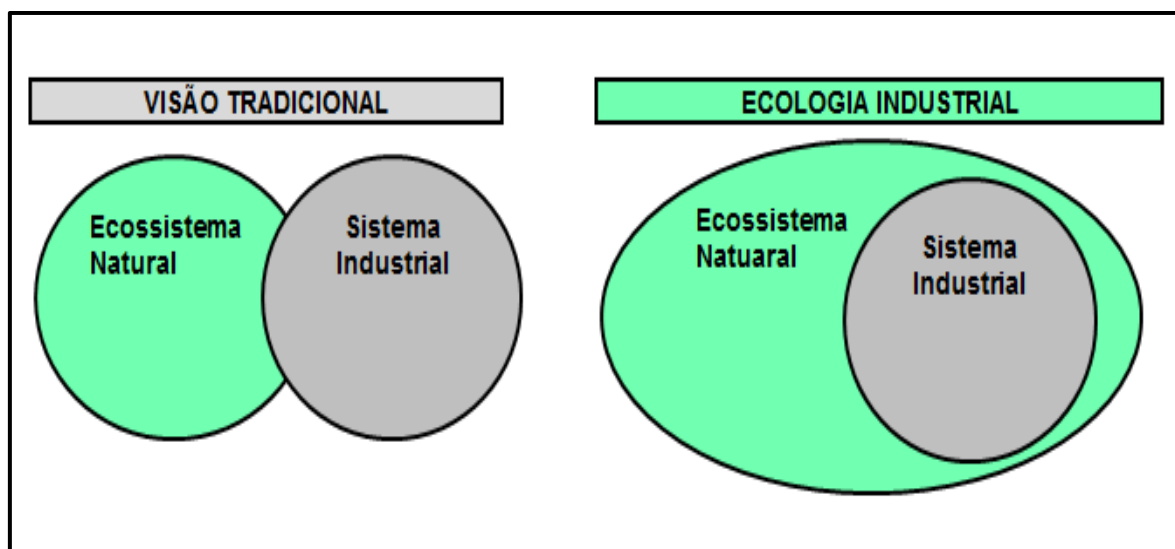 VISÃO TRADICIONAL
ECOLOGIA INDUSTRIAL
Ecossistema
Natural
Sistema
Industrial
Ecossistema
Natuaral
Sistema
Industrial